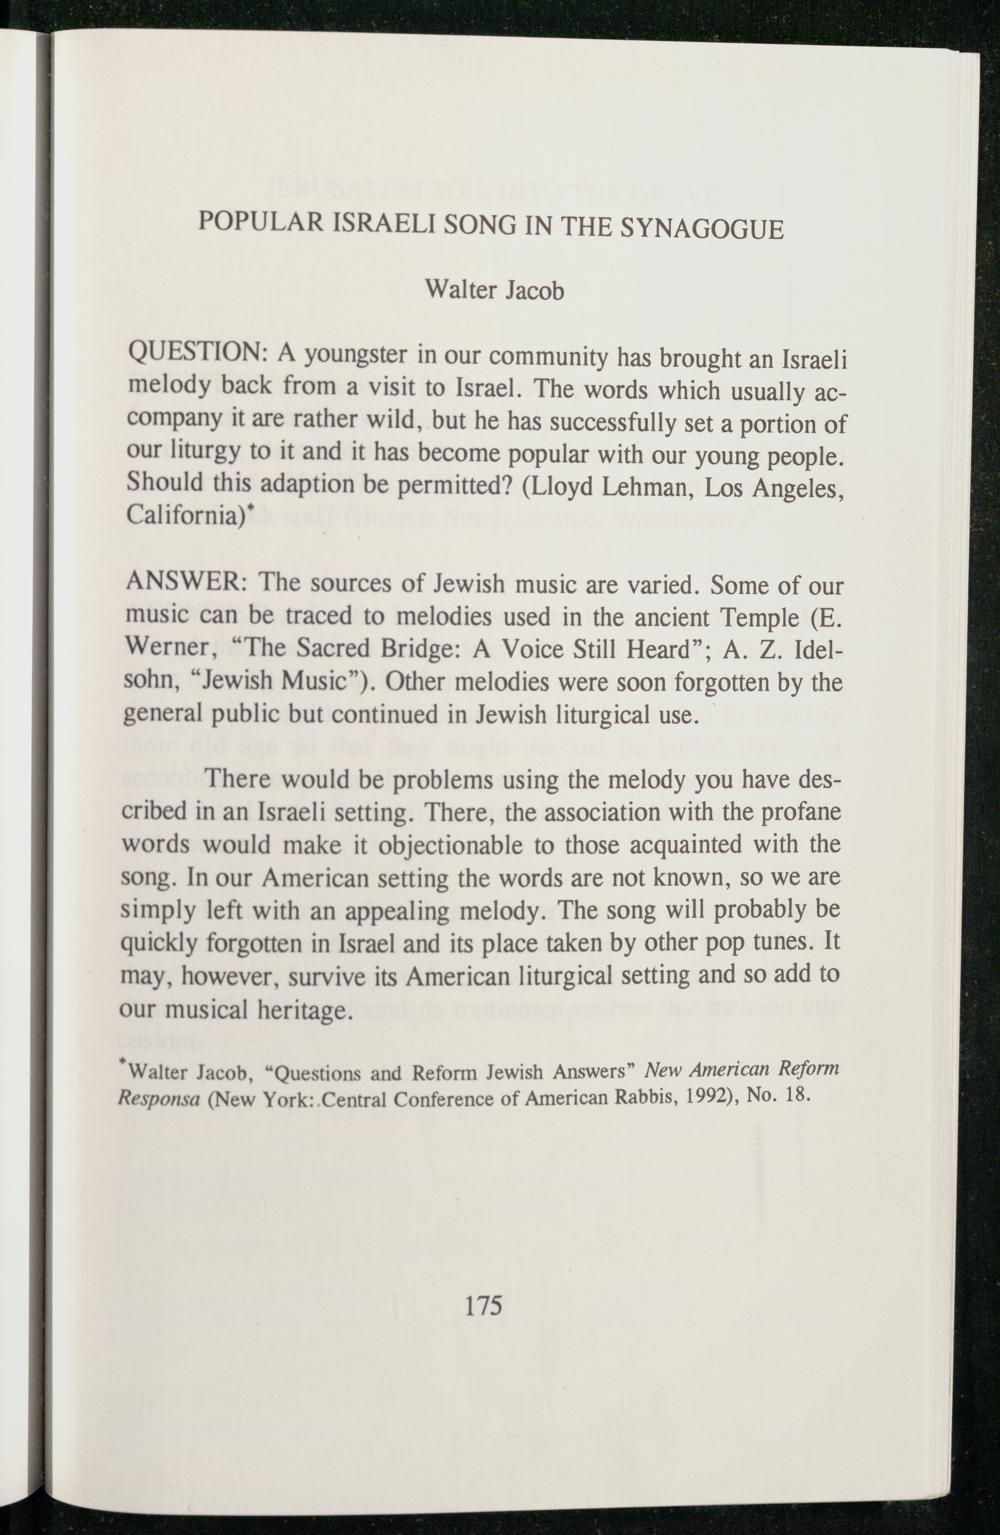 POPULAR ISRAELI SONG IN THE SYNAGOGUE
Walter Jacob
QUESTION: A youngster in our community has brought an Israeli
melody back from a visit to Israel. The words which usually ac-
company it are rather wild, but he has successfully set a portion of
our liturgy to it and it has become popular with our young people.
Should this adaption be permitted? (Lloyd Lehman, Los Angeles,
California)*
ANSWER: The sources of Jewish music are varied. Some of our
music can be traced to melodies used in the ancient Temple (E.
Werner, “The Sacred Bridge: A Voice Still Heard”; A. Z. Idel-
sohn, “Jewish Music”). Other melodies were soon forgotten by the
general public but continued in Jewish liturgical use.
There would be problems using the melody you have des-
cribed in an Israeli setting. There, the association with the profane
words would make it objectionable to those acquainted with the
song. In our American setting the words are not known, so we are
simply left with an appealing melody. The song will probably be
quickly forgotten in Israel and its place taken by other pop tunes. It
may, however, survive its American liturgical setting and so add to
our musical heritage.
*Walter Jacob, “Questions and Reform Jewish Answers” New American Reform
Responsa (New York: Central Conference of American Rabbis, 1992), No. 18.
175